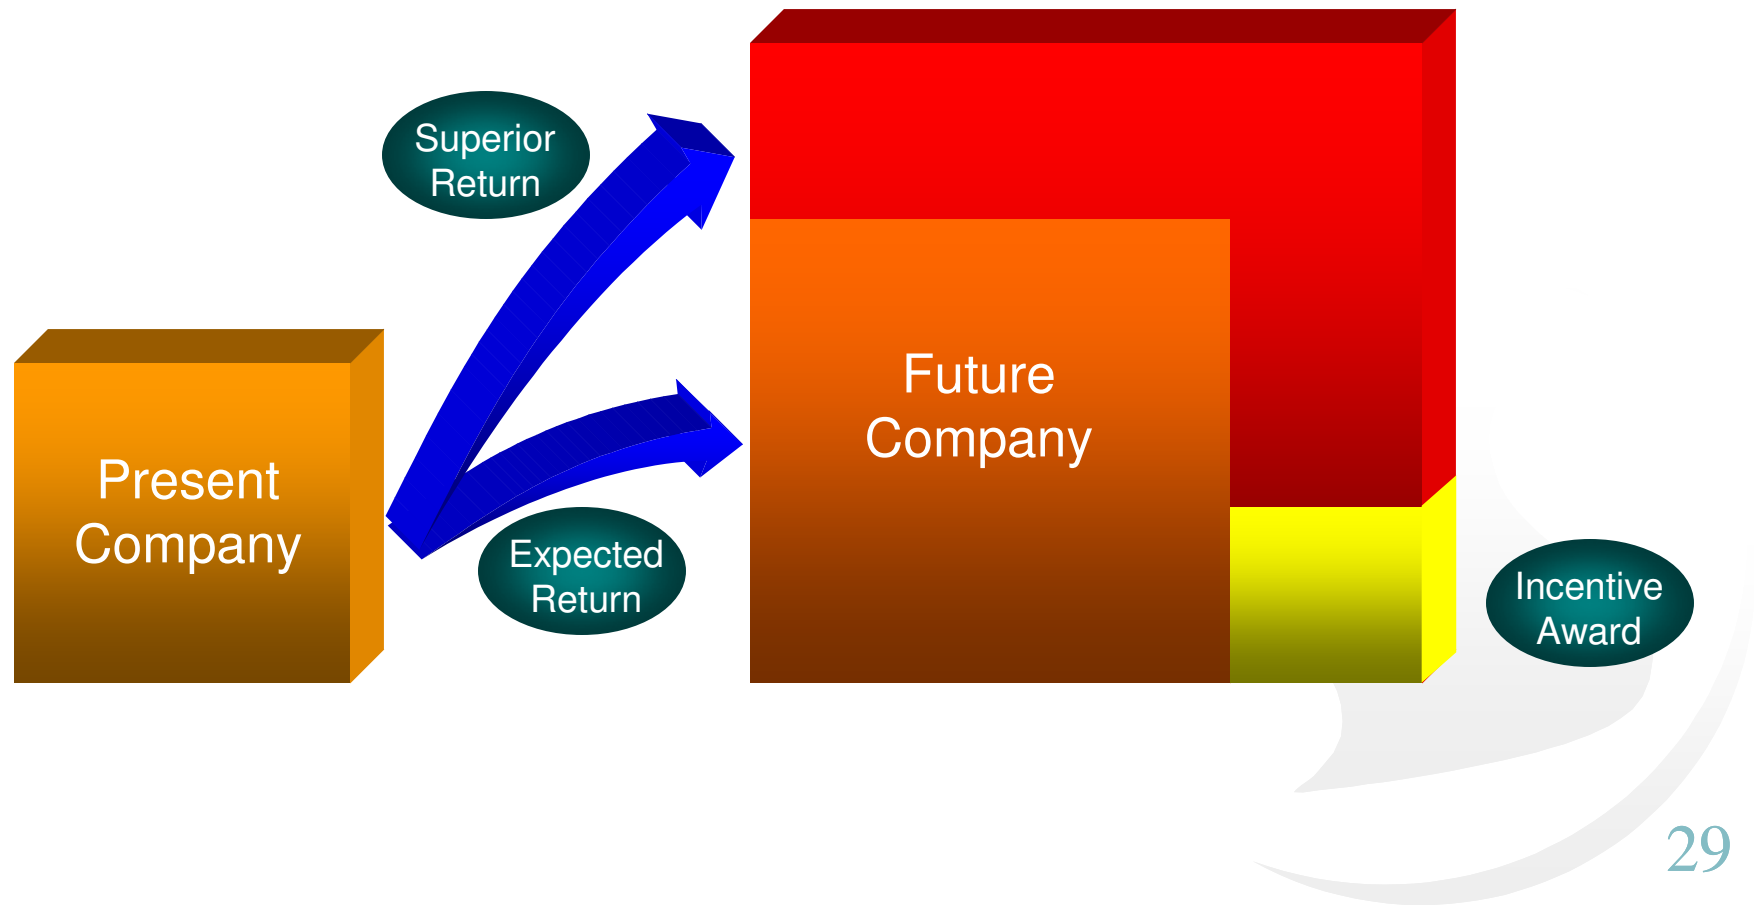 Superior
Return
Future
Company
Present
Company
Expected
Return
Incentive
Award
29